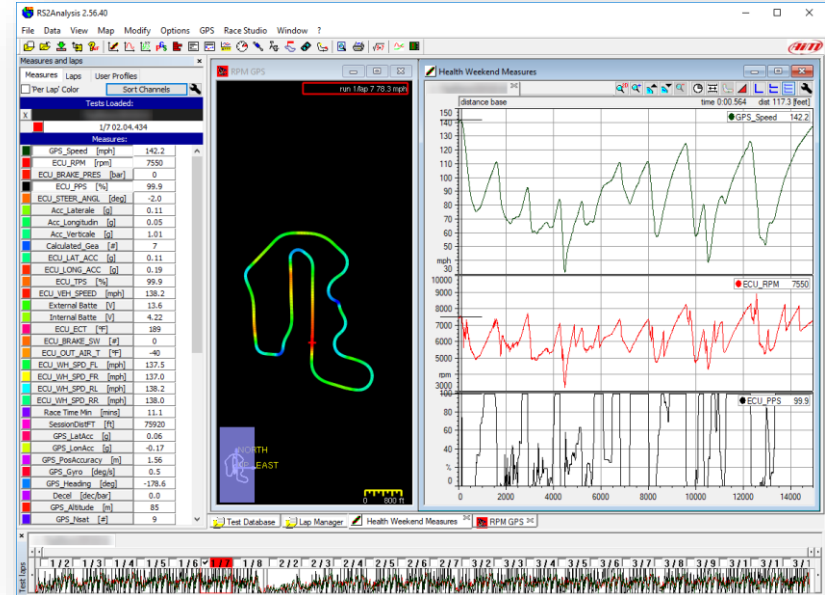 RS2Analysis 2.56.40
File Data View Map Modify Options GPS Race Studio Window ?
AiM
Measures and laps
Measures Laps User Profiles
'Per Lap' Color Sort Channels
Tests Loaded:
X
1/7 02.04.434
Measures:
GPS_Speed [mph] 142.2
ECU_RPM [rpm] 7550
ECU_BRAKE_PRES [bar] 0
ECU_PPS [%] 99.9
ECU_STEER_ANGL [deg] -2.0
Acc_Laterale [g] 0.11
Acc_Longitudin [g] 0.05
Acc_Verticale [g] 1.01
Calculated_Gea [#] 7
ECU_LAT_ACC [g] 0.11
ECU_LONG_ACC [g] 0.19
ECU_TPS [%] 99.9
ECU_VEH_SPEED [mph] 138.2
External Batte [V] 13.6
Internal Batte [V] 4.22
ECU_ECT [°F] 189
ECU_BRAKE_SW [#] 0
ECU_OUT_AIR_T [°F] -40
ECU_WH_SPD_FL [mph] 137.5
ECU_WH_SPD_FR [mph] 137.0
ECU_WH_SPD_RL [mph] 138.2
ECU_WH_SPD_RR [mph] 138.0
Race Time Min [mins] 11.1
SessionDistFT [ft] 75920
GPS_LatAcc [g] 0.06
GPS_LonAcc [g] -0.17
GPS_PosAccuracy [m] 1.56
GPS_Gyro [deg/s] 0.5
GPS_Heading [deg] -178.6
Decel [dec/bar] 0.0
GPS_Altitude [m] 85
GPS_Nsat [#] 9
RPM GPS
run 1/lap 7 78.3 mph
NORTH
EAST
0 800 ft
Health Weekend Measures
distance base time 0:00.564 dist 117.3 [feet]
GPS_Speed 142.2
150
140
130
120
110
100
90
80
70
60
50
mph
30
ECU_RPM 7550
10000
9000
8000
7000
6000
5000
rpm
3000
ECU_PPS 99.9
100
80
60
40
%
0
0 2000 4000 6000 8000 10000 12000 14000
Test Database Lap Manager Health Weekend Measures RPM GPS
Test laps
1 / 2 1 / 3 1 / 4 1 / 5 1 / 6 1 / 7 1 / 8 2 / 2 2 / 3 2 / 4 2 / 5 2 / 6 2 / 7 3 / 2 3 / 3 3 / 4 3 / 5 3 / 6 3 / 7 3 / 8 3 / 9 3 / 1 3 / 1 3 / 1